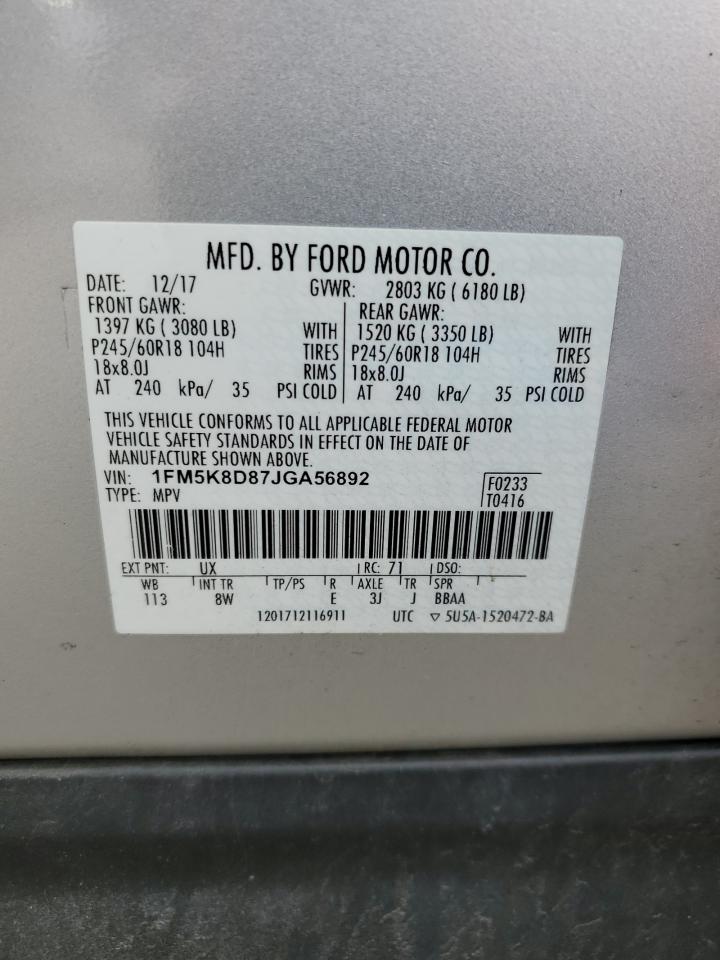 MFD. BY FORD MOTOR CO.
DATE: 12/17 GVWR: 2803 KG ( 6180 LB)
FRONT GAWR: REAR GAWR:
1397 KG ( 3080 LB) WITH 1520 KG ( 3350 LB) WITH
P245/60R18 104H TIRES P245/60R18 104H TIRES
18x8.0J RIMS 18x8.0J RIMS
AT 240 kPa/ 35 PSI COLD AT 240 kPa/ 35 PSI COLD
THIS VEHICLE CONFORMS TO ALL APPLICABLE FEDERAL MOTOR
VEHICLE SAFETY STANDARDS IN EFFECT ON THE DATE OF
MANUFACTURE SHOWN ABOVE.
VIN: 1FM5K8D87JGA56892 F0233
TYPE: MPV T0416
EXT PNT: UX RC: 71 DSO:
WB INT TR TP/PS R AXLE TR SPR
113 8W E 3J J BBAA
1201712116911 UTC ▽ 5U5A-1520472-BA